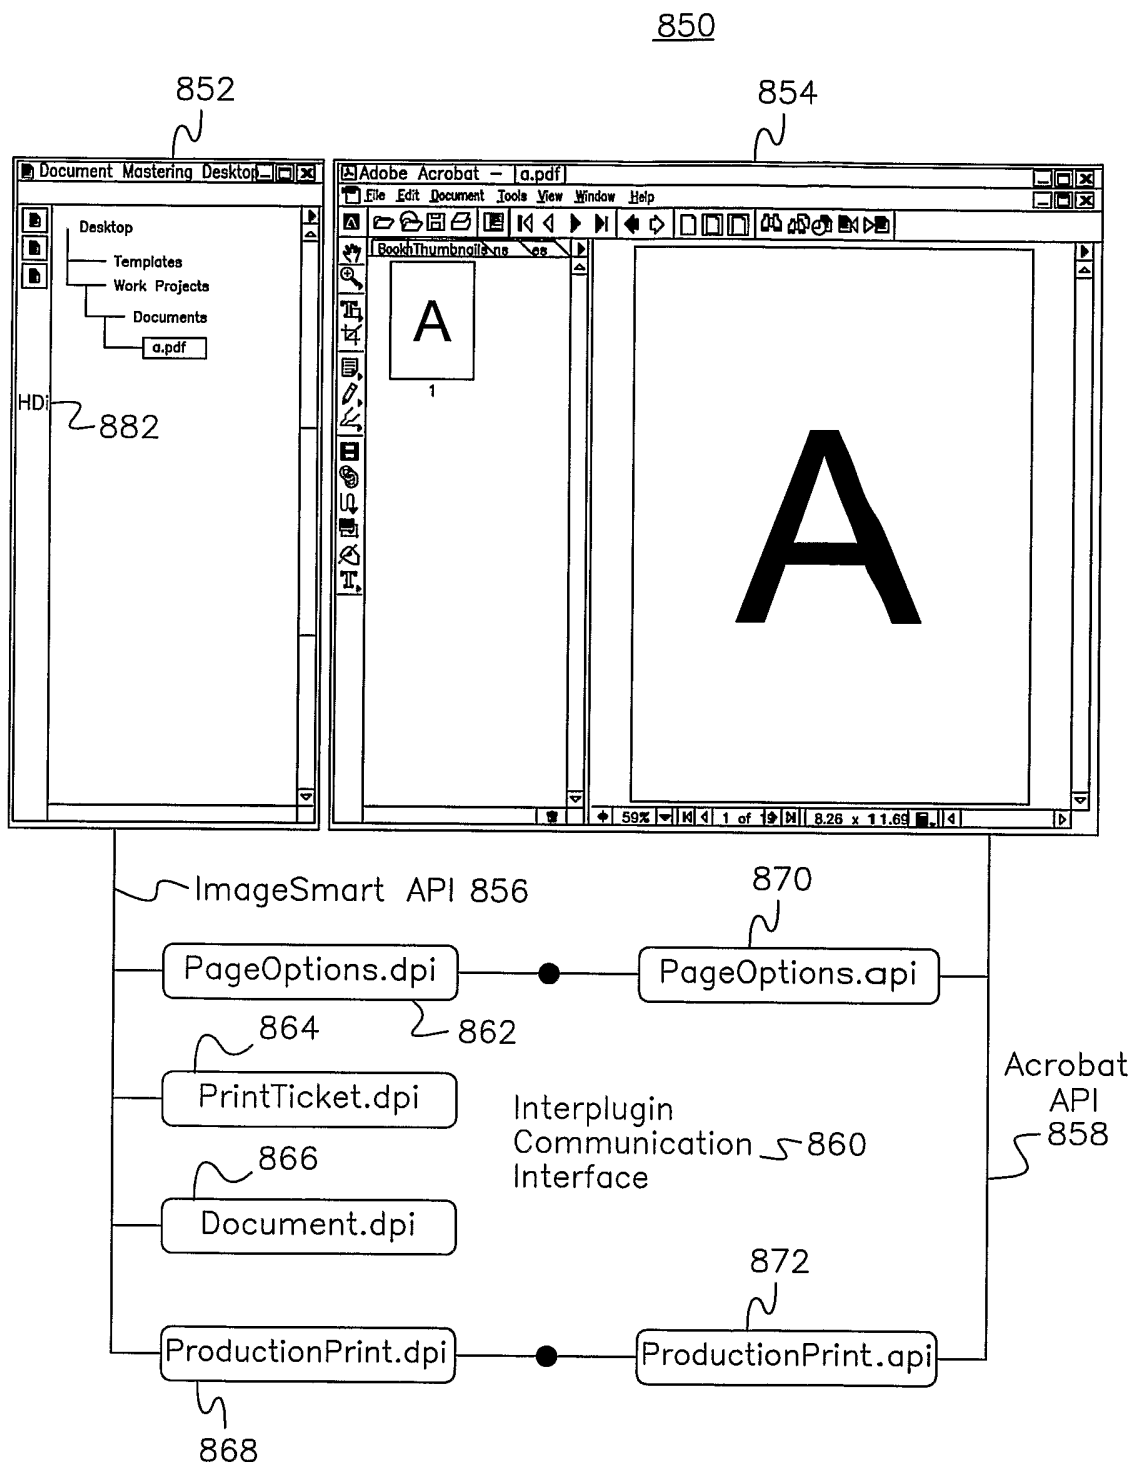 850
852
854
Document Mastering Desktop
Adobe Acrobat - a.pdf
File Edit Document Tools View Window Help
Desktop
Templates
Work Projects
Documents
a.pdf
HDi
882
Thumbnails
A
1
A
59%
1 of
8.26 x 11.69
ImageSmart API 856
870
PageOptions.dpi
PageOptions.api
862
864
PrintTicket.dpi
Acrobat
API
858
Interplugin
Communication
Interface
860
866
Document.dpi
872
ProductionPrint.dpi
ProductionPrint.api
868